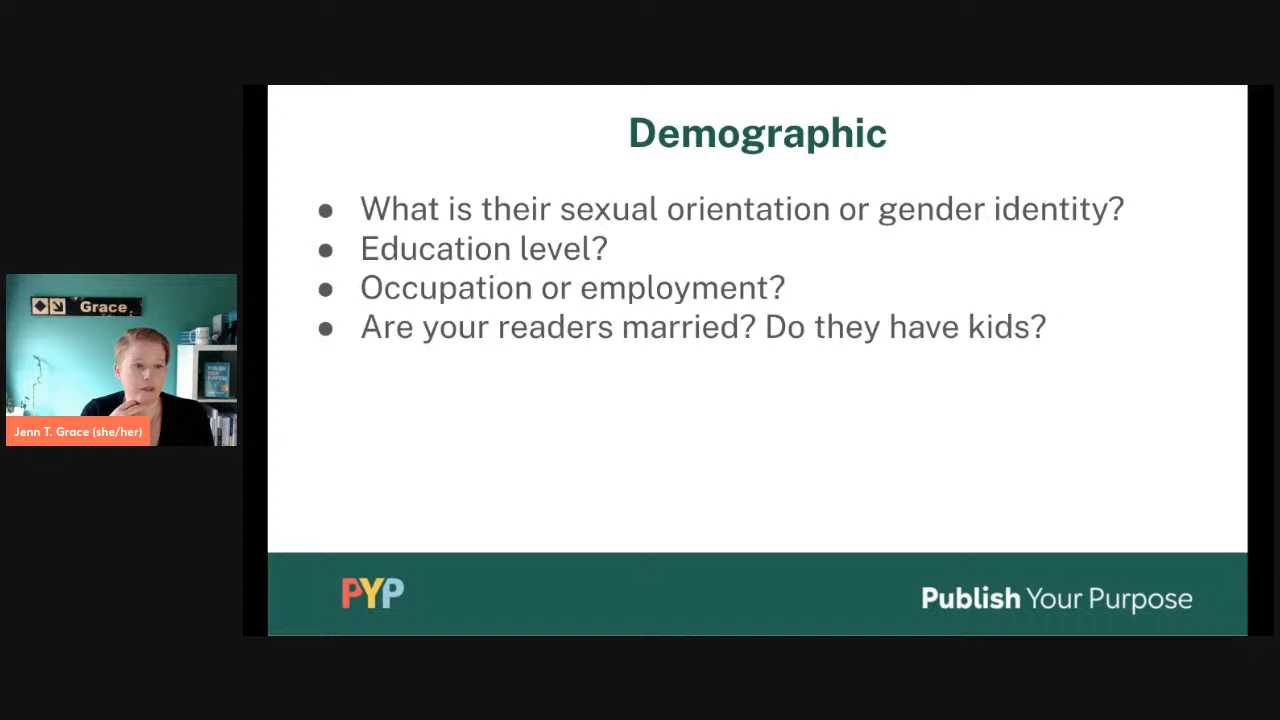 Demographic
● What is their sexual orientation or gender identity?
● Education level?
● Occupation or employment?
● Are your readers married? Do they have kids?
Grace
Jenn T. Grace (she/her)
PYP
Publish Your Purpose